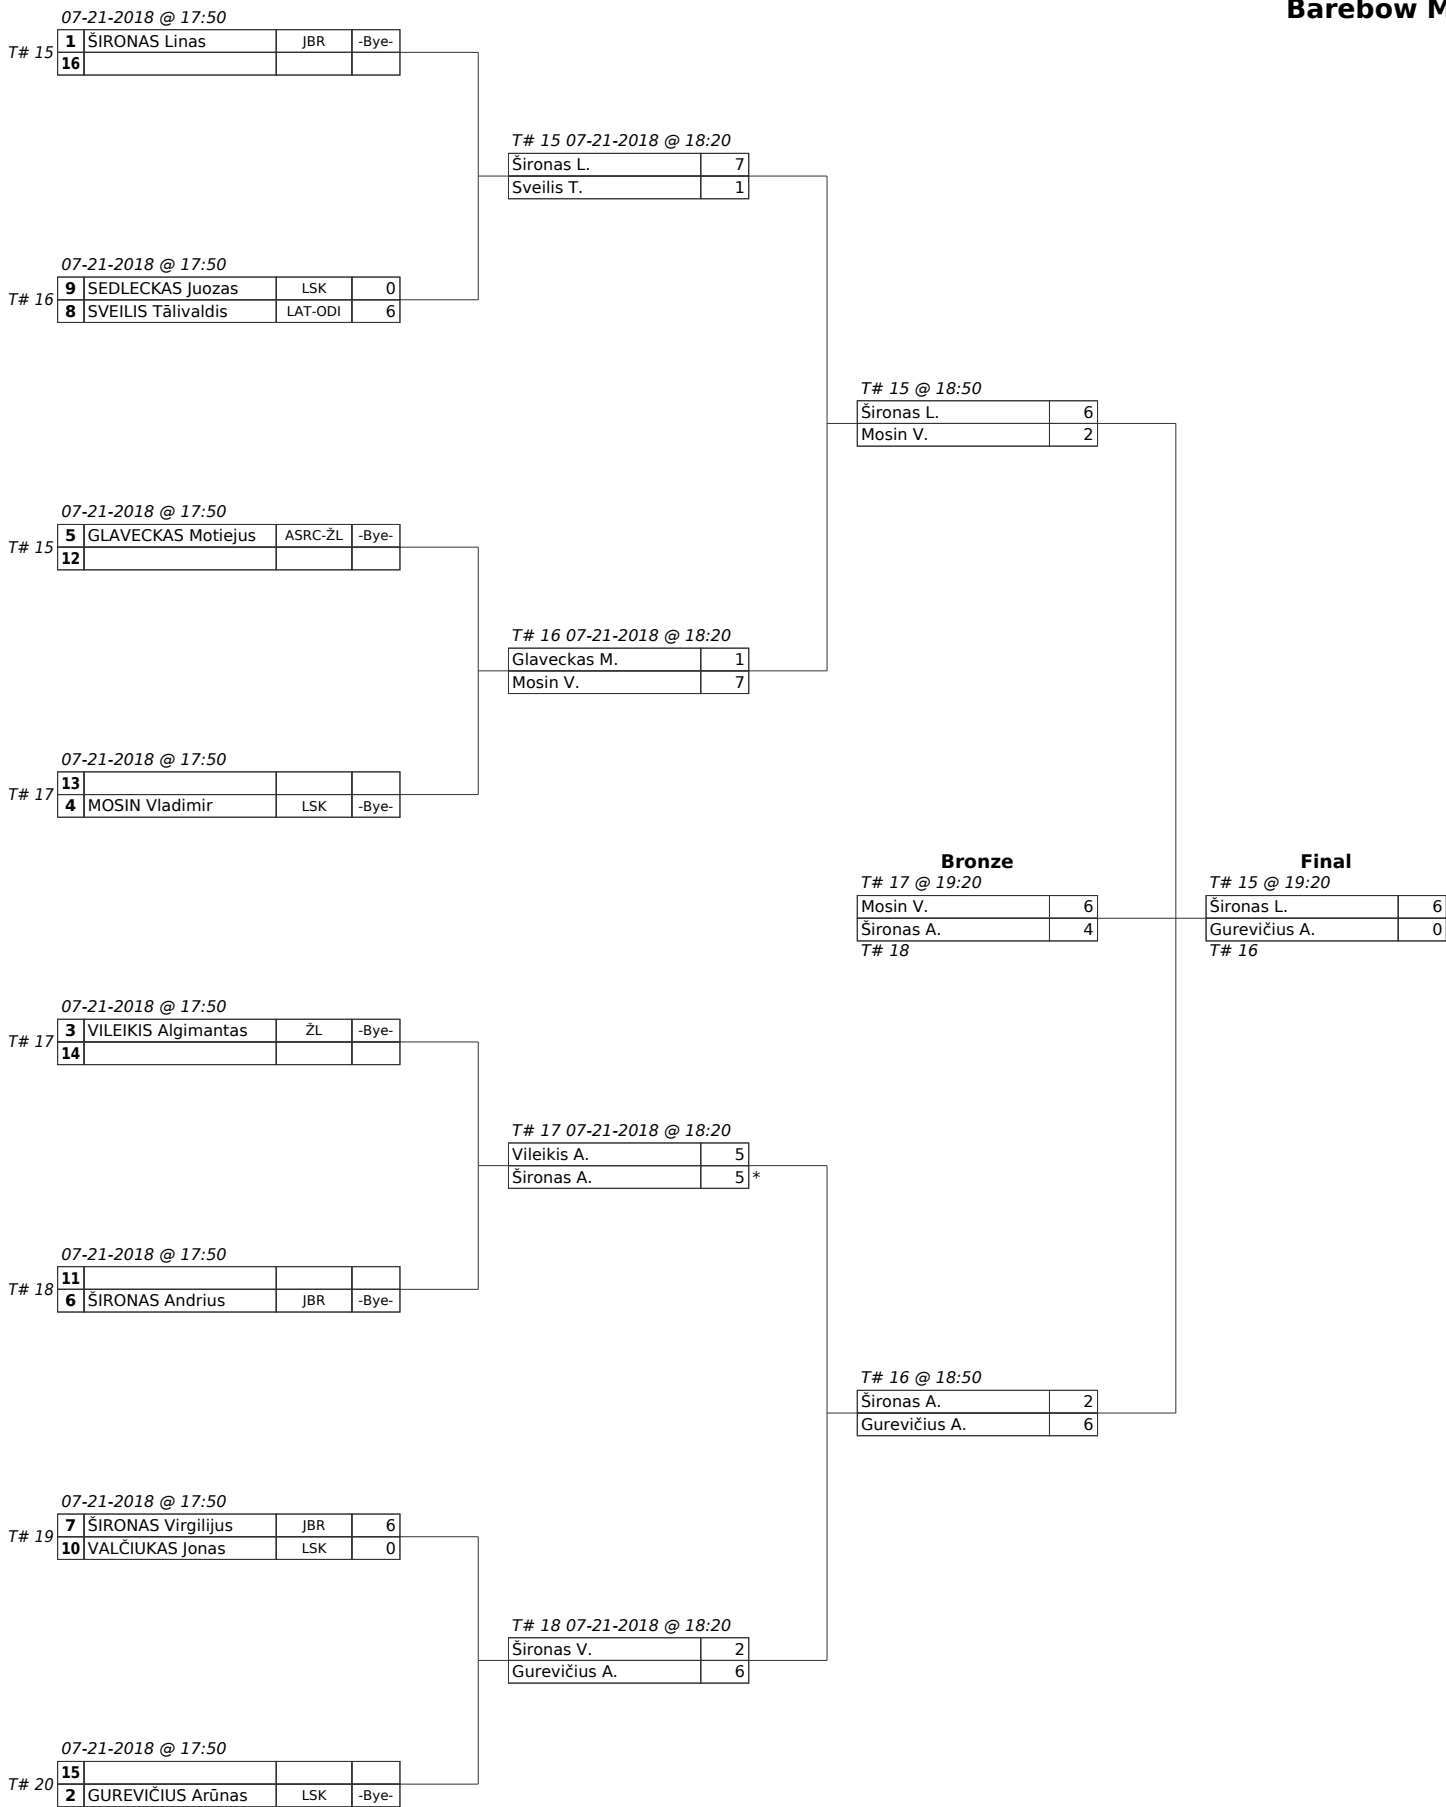 Barebow M
07-21-2018 @ 17:50
T# 15
1 ŠIRONAS Linas JBR -Bye-
16
T# 15 07-21-2018 @ 18:20
Šironas L. 7
Sveilis T. 1
07-21-2018 @ 17:50
T# 16
9 SEDLECKAS Juozas LSK 0
8 SVEILIS Tālivaldis LAT-ODI 6
T# 15 @ 18:50
Šironas L. 6
Mosin V. 2
07-21-2018 @ 17:50
T# 15
5 GLAVECKAS Motiejus ASRC-ŽL -Bye-
12
T# 16 07-21-2018 @ 18:20
Glaveckas M. 1
Mosin V. 7
07-21-2018 @ 17:50
T# 17
13
4 MOSIN Vladimir LSK -Bye-
Bronze
T# 17 @ 19:20
Mosin V. 6
Šironas A. 4
T# 18
Final
T# 15 @ 19:20
Šironas L. 6
Gurevičius A. 0
T# 16
07-21-2018 @ 17:50
T# 17
3 VILEIKIS Algimantas ŽL -Bye-
14
T# 17 07-21-2018 @ 18:20
Vileikis A. 5
Šironas A. 5 *
07-21-2018 @ 17:50
T# 18
11
6 ŠIRONAS Andrius JBR -Bye-
T# 16 @ 18:50
Šironas A. 2
Gurevičius A. 6
07-21-2018 @ 17:50
T# 19
7 ŠIRONAS Virgilijus JBR 6
10 VALČIUKAS Jonas LSK 0
T# 18 07-21-2018 @ 18:20
Šironas V. 2
Gurevičius A. 6
07-21-2018 @ 17:50
T# 20
15
2 GUREVIČIUS Arūnas LSK -Bye-